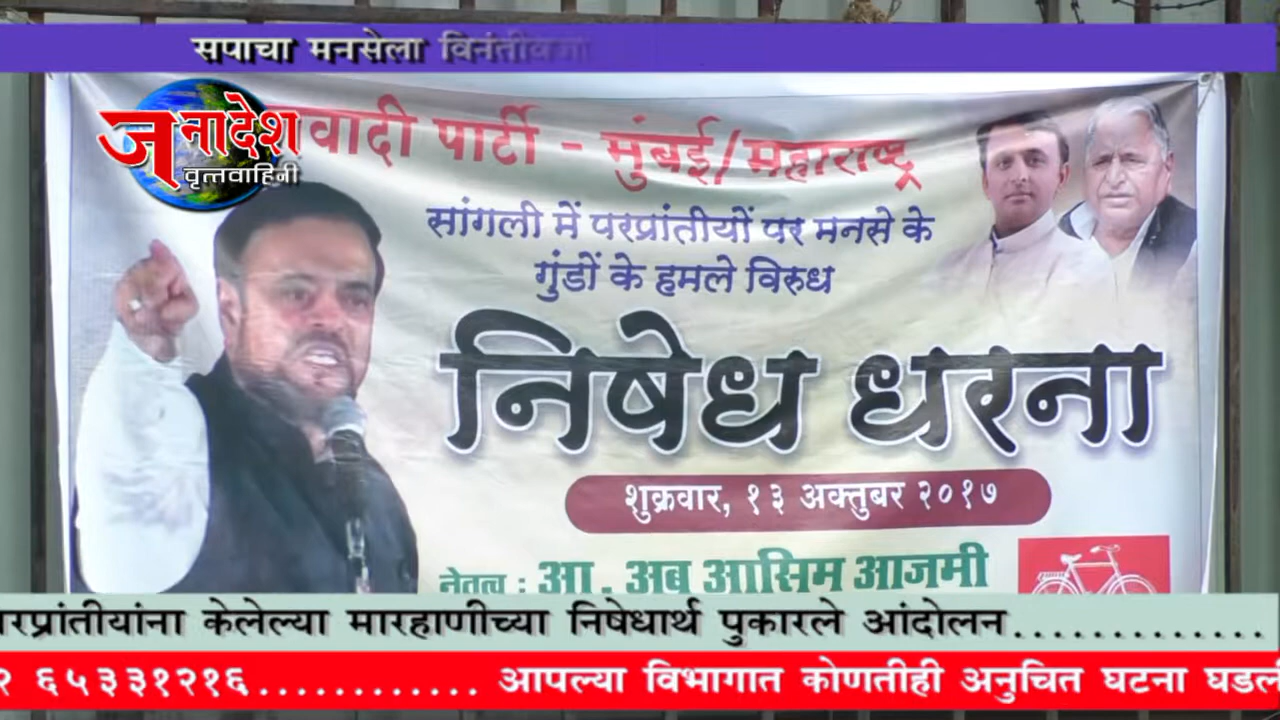 सपाचा मनसेला
जनादेश
वृत्तवाहिनी
वादी पार्टी - मुंबई/महाराष्ट्र
सांगली में परप्रांतीयों पर मनसे के
गुंडों के हमले विरुध
निषेध धरना
शुक्रवार, १३ अक्तुबर २०१७
नेतृत्व : आ. अबू आसिम आजमी
रप्रांतीयांना केलेल्या मारहाणीच्या निषेधार्थ पुकारले आंदोलन.............
२ ६५३३१२१६............ आपल्या विभागात कोणतीही अनुचित घटना घडल